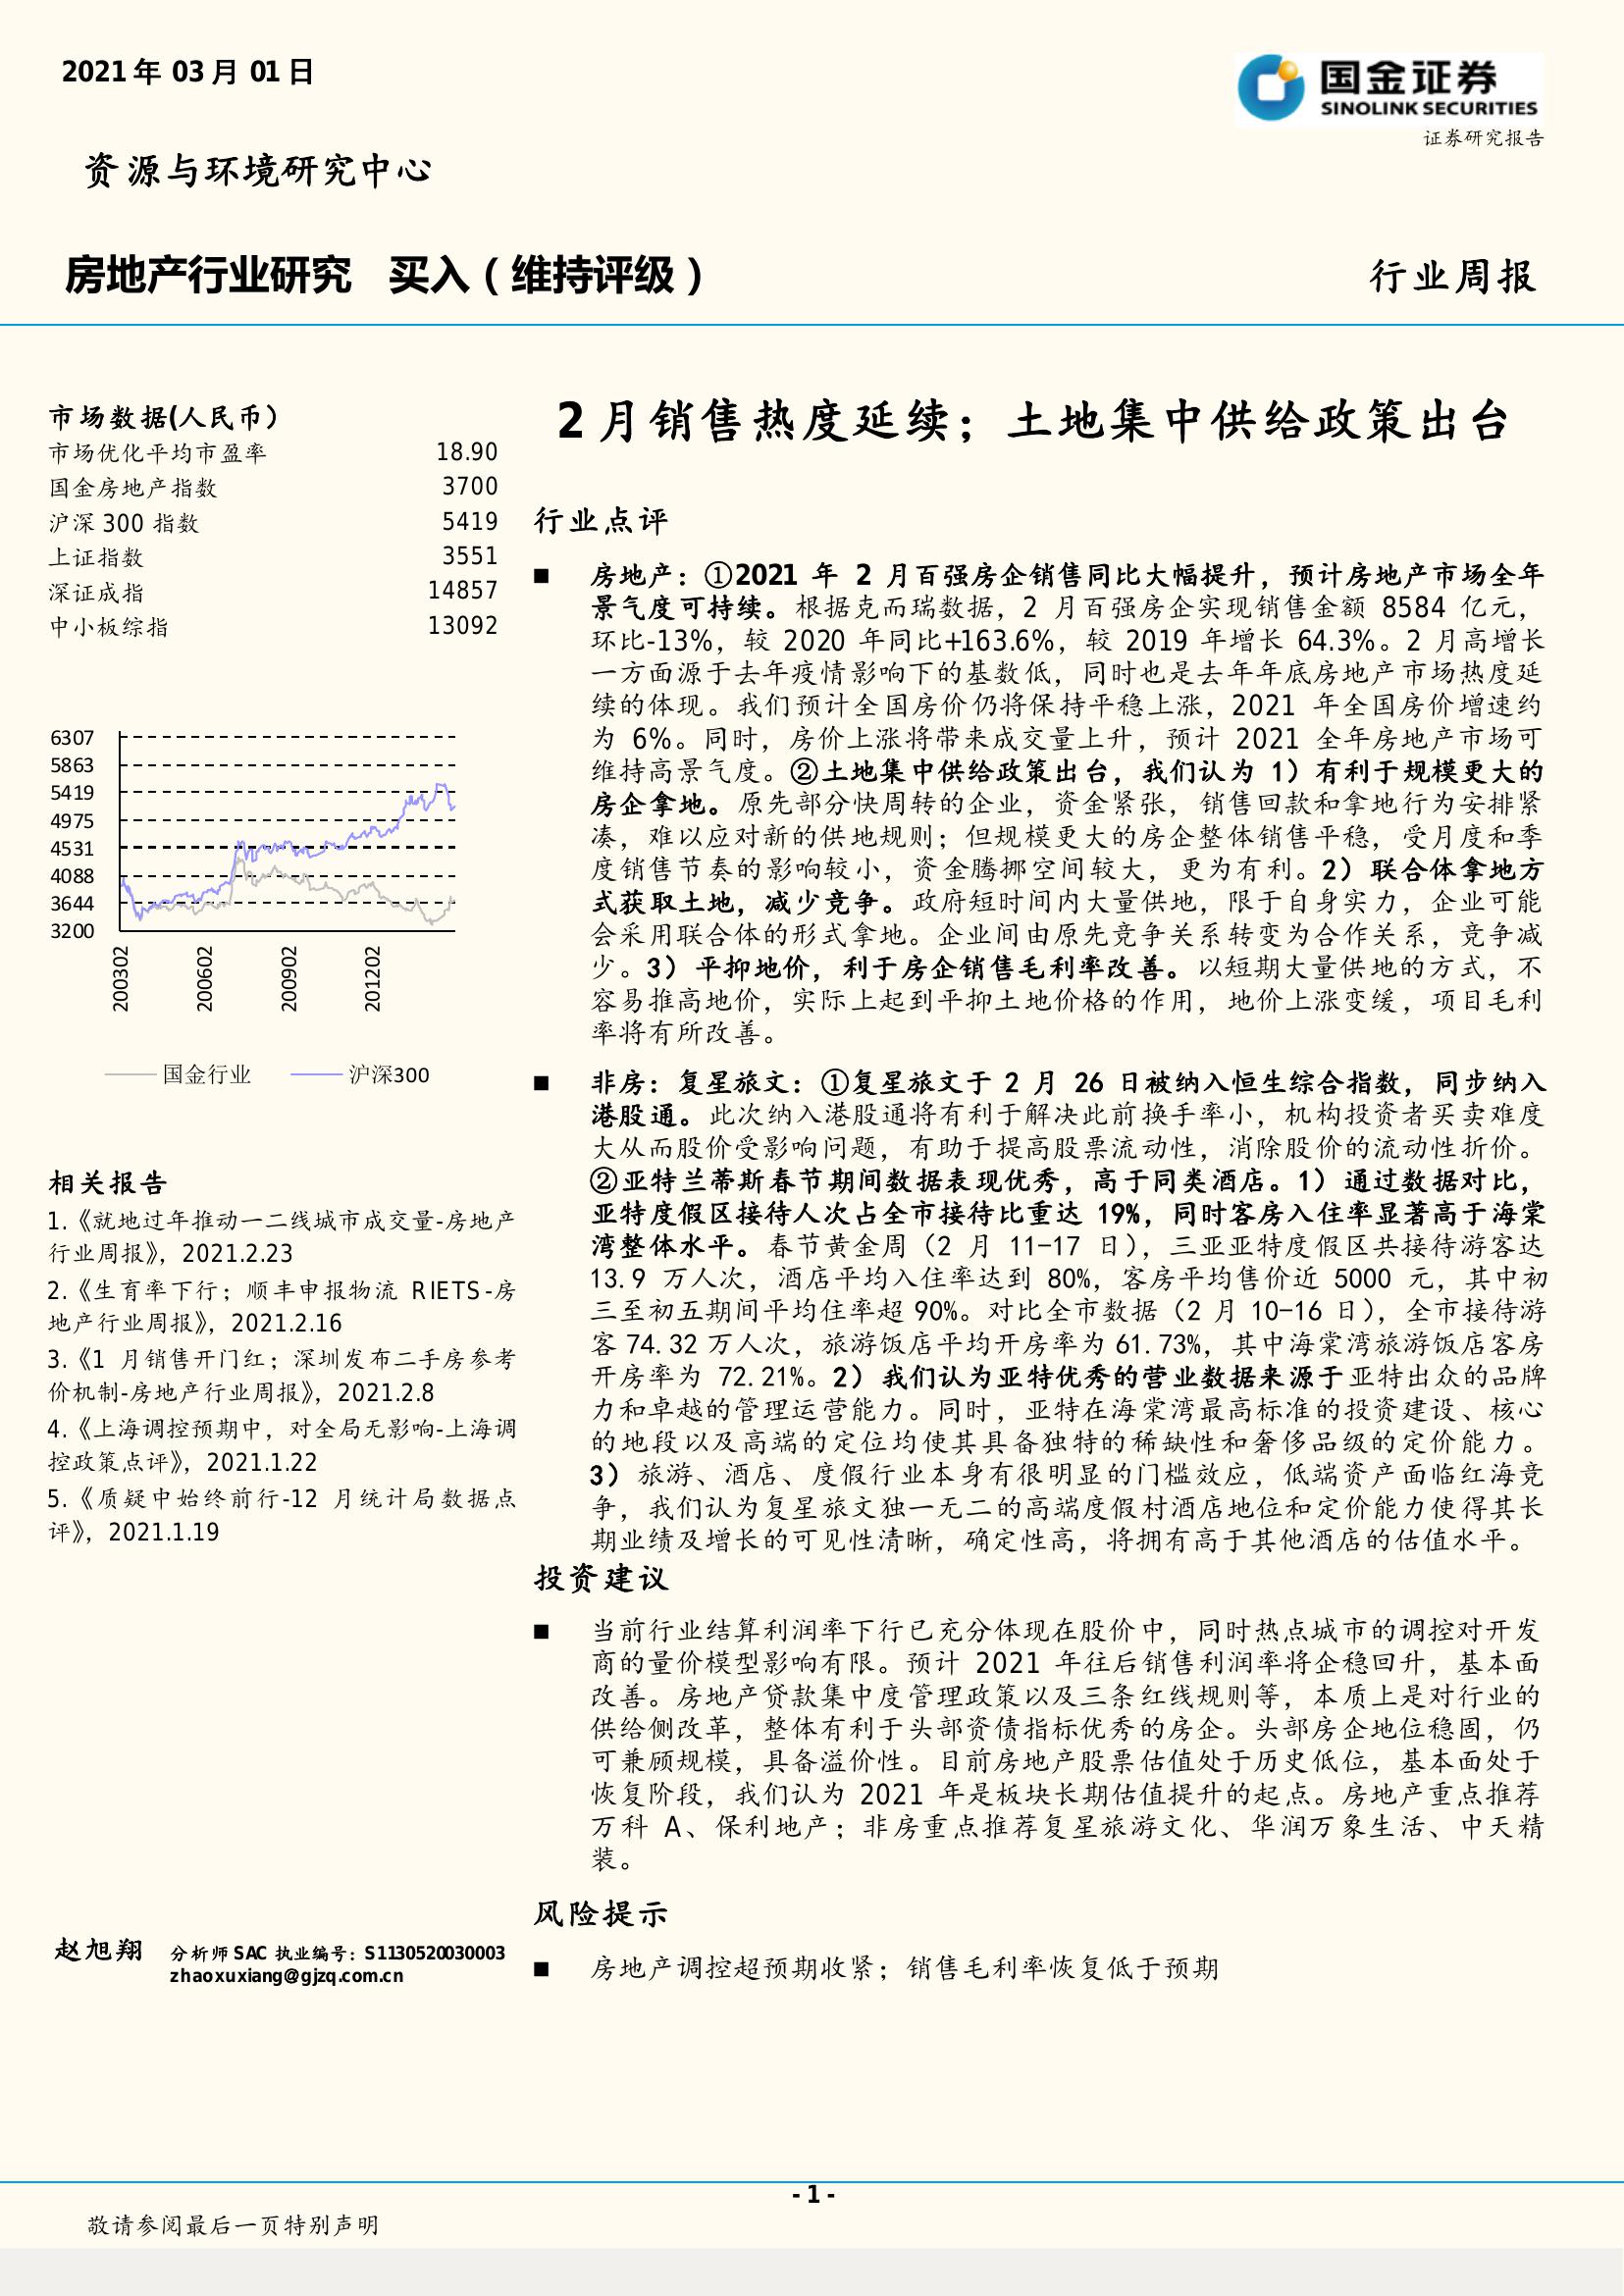 2021 年 03 月 01 日
国金证券
SINOLINK SECURITIES
证券研究报告
资源与环境研究中心
房地产行业研究 买入（维持评级）
行业周报
市场数据(人民币）
市场优化平均市盈率 18.90
国金房地产指数 3700
沪深 300 指数 5419
上证指数 3551
深证成指 14857
中小板综指 13092
6307
5863
5419
4975
4531
4088
3644
3200
200302
200602
200902
201202
国金行业 沪深300
相关报告
1.《就地过年推动一二线城市成交量-房地产
行业周报》，2021.2.23
2.《生育率下行；顺丰申报物流 RIETS-房
地产行业周报》，2021.2.16
3.《1 月销售开门红；深圳发布二手房参考
价机制-房地产行业周报》，2021.2.8
4.《上海调控预期中，对全局无影响-上海调
控政策点评》，2021.1.22
5.《质疑中始终前行-12 月统计局数据点
评》，2021.1.19
赵旭翔 分析师 SAC 执业编号：S1130520030003
zhaoxuxiang@gjzq.com.cn
2 月销售热度延续；土地集中供给政策出台
行业点评
■ 房地产：①2021 年 2 月百强房企销售同比大幅提升，预计房地产市场全年
景气度可持续。根据克而瑞数据，2 月百强房企实现销售金额 8584 亿元，
环比-13%，较 2020 年同比+163.6%，较 2019 年增长 64.3%。2 月高增长
一方面源于去年疫情影响下的基数低，同时也是去年年底房地产市场热度延
续的体现。我们预计全国房价仍将保持平稳上涨，2021 年全国房价增速约
为 6%。同时，房价上涨将带来成交量上升，预计 2021 全年房地产市场可
维持高景气度。②土地集中供给政策出台，我们认为 1）有利于规模更大的
房企拿地。原先部分快周转的企业，资金紧张，销售回款和拿地行为安排紧
凑，难以应对新的供地规则；但规模更大的房企整体销售平稳，受月度和季
度销售节奏的影响较小，资金腾挪空间较大，更为有利。2）联合体拿地方
式获取土地，减少竞争。政府短时间内大量供地，限于自身实力，企业可能
会采用联合体的形式拿地。企业间由原先竞争关系转变为合作关系，竞争减
少。3）平抑地价，利于房企销售毛利率改善。以短期大量供地的方式，不
容易推高地价，实际上起到平抑土地价格的作用，地价上涨变缓，项目毛利
率将有所改善。
■ 非房：复星旅文：①复星旅文于 2 月 26 日被纳入恒生综合指数，同步纳入
港股通。此次纳入港股通将有利于解决此前换手率小，机构投资者买卖难度
大从而股价受影响问题，有助于提高股票流动性，消除股价的流动性折价。
②亚特兰蒂斯春节期间数据表现优秀，高于同类酒店。1）通过数据对比，
亚特度假区接待人次占全市接待比重达 19%，同时客房入住率显著高于海棠
湾整体水平。春节黄金周（2 月 11-17 日），三亚亚特度假区共接待游客达
13.9 万人次，酒店平均入住率达到 80%，客房平均售价近 5000 元，其中初
三至初五期间平均住率超 90%。对比全市数据（2 月 10-16 日），全市接待游
客 74.32 万人次，旅游饭店平均开房率为 61.73%，其中海棠湾旅游饭店客房
开房率为 72.21%。2）我们认为亚特优秀的营业数据来源于亚特出众的品牌
力和卓越的管理运营能力。同时，亚特在海棠湾最高标准的投资建设、核心
的地段以及高端的定位均使其具备独特的稀缺性和奢侈品级的定价能力。
3）旅游、酒店、度假行业本身有很明显的门槛效应，低端资产面临红海竞
争，我们认为复星旅文独一无二的高端度假村酒店地位和定价能力使得其长
期业绩及增长的可见性清晰，确定性高，将拥有高于其他酒店的估值水平。
投资建议
■ 当前行业结算利润率下行已充分体现在股价中，同时热点城市的调控对开发
商的量价模型影响有限。预计 2021 年往后销售利润率将企稳回升，基本面
改善。房地产贷款集中度管理政策以及三条红线规则等，本质上是对行业的
供给侧改革，整体有利于头部资债指标优秀的房企。头部房企地位稳固，仍
可兼顾规模，具备溢价性。目前房地产股票估值处于历史低位，基本面处于
恢复阶段，我们认为 2021 年是板块长期估值提升的起点。房地产重点推荐
万科 A、保利地产；非房重点推荐复星旅游文化、华润万象生活、中天精
装。
风险提示
■ 房地产调控超预期收紧；销售毛利率恢复低于预期
- 1 -
敬请参阅最后一页特别声明